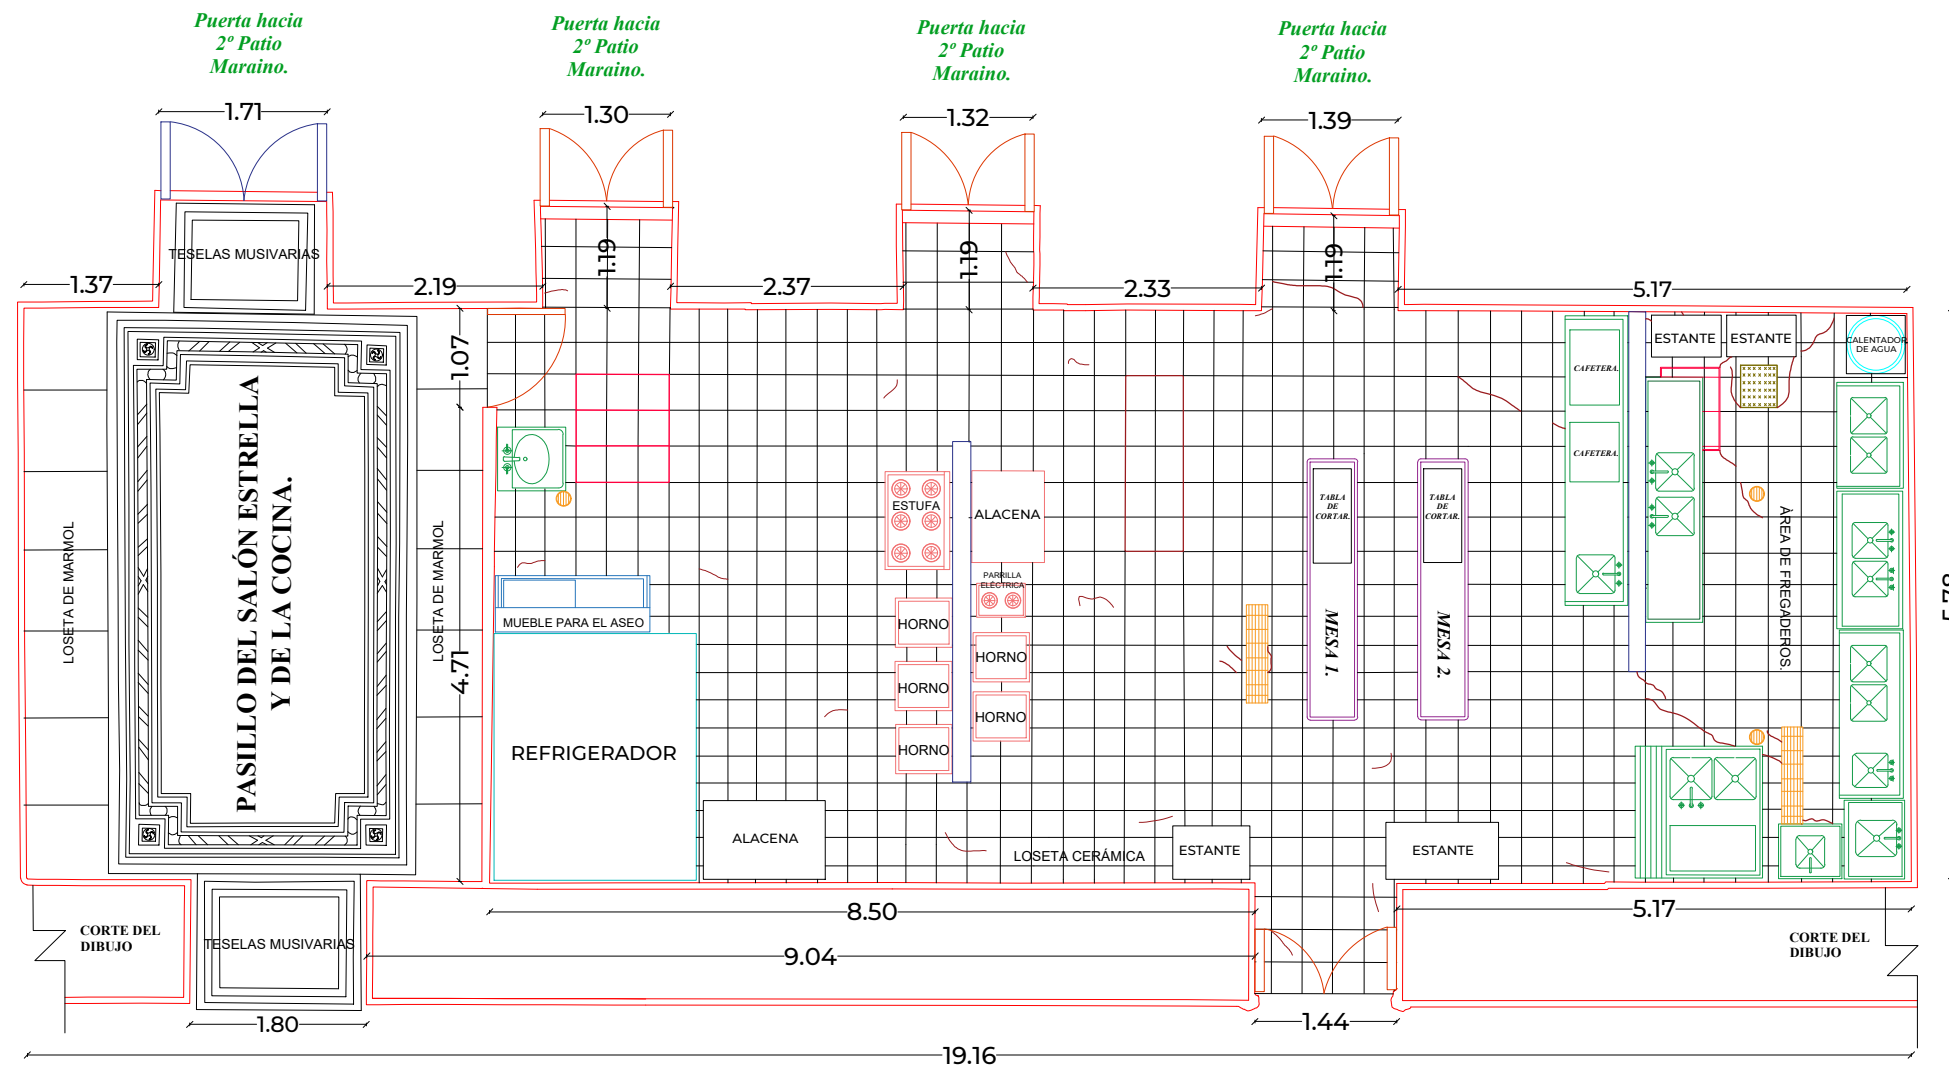 Puerta hacia
2º Patio
Maraino.
Puerta hacia
2º Patio
Maraino.
Puerta hacia
2º Patio
Maraino.
Puerta hacia
2º Patio
Maraino.
1.71
1.30
1.32
1.39
TESELAS MUSIVARIAS
1.19
1.19
1.19
1.37
2.19
2.37
2.33
5.17
1.07
ESTANTE
ESTANTE
CALENTADOR
DE AGUA
CAFETERA.
CAFETERA.
PASILLO DEL SALÓN ESTRELLA
Y DE LA COCINA.
LOSETA DE MARMOL
LOSETA DE MARMOL
4.71
ESTUFA
ALACENA
TABLA
DE
CORTAR.
TABLA
DE
CORTAR.
ÀREA DE FREGADEROS.
PARRILLA
ELÉCTRICA
MUEBLE PARA EL ASEO
HORNO
HORNO
HORNO
HORNO
HORNO
MESA 1.
MESA 2.
5.78
REFRIGERADOR
ALACENA
LOSETA CERÁMICA
ESTANTE
ESTANTE
8.50
5.17
CORTE DEL
DIBUJO
TESELAS MUSIVARIAS
9.04
CORTE DEL
DIBUJO
1.80
1.44
19.16